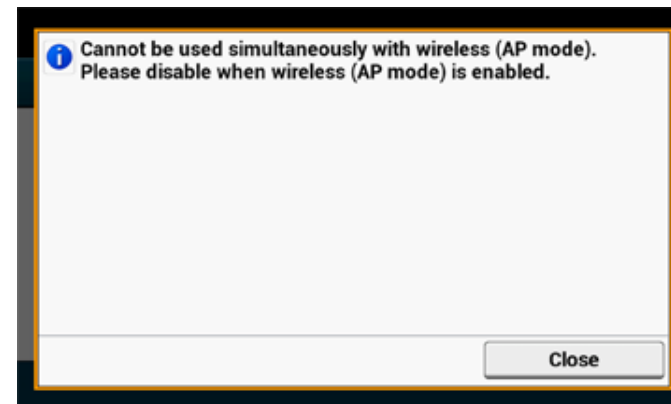 Cannot be used simultaneously with wireless (AP mode).
Please disable when wireless (AP mode) is enabled.
Close